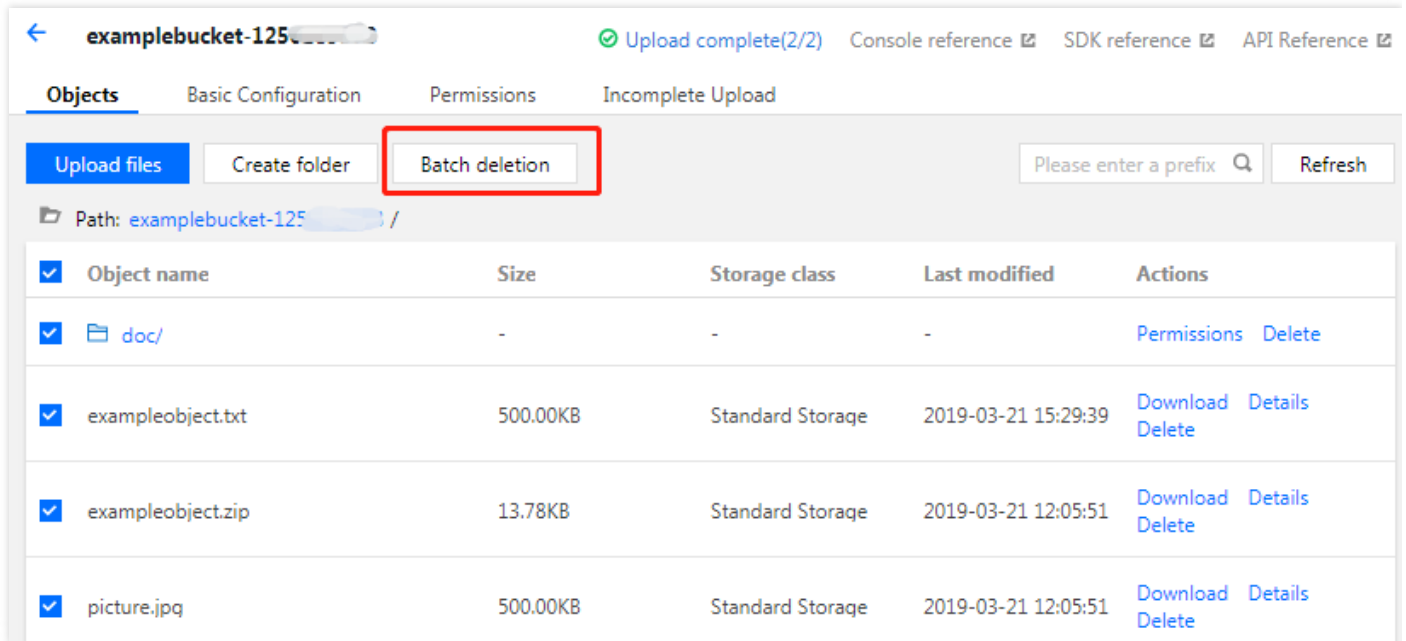 examplebucket-125
Upload complete(2/2) Console reference SDK reference API Reference
Objects Basic Configuration Permissions Incomplete Upload
Upload files Create folder Batch deletion Please enter a prefix Refresh
Path: examplebucket-125 /
Object name Size Storage class Last modified Actions
doc/ - - - Permissions Delete
exampleobject.txt 500.00KB Standard Storage 2019-03-21 15:29:39 Download Details
Delete
exampleobject.zip 13.78KB Standard Storage 2019-03-21 12:05:51 Download Details
Delete
picture.jpg 500.00KB Standard Storage 2019-03-21 12:05:51 Download Details
Delete